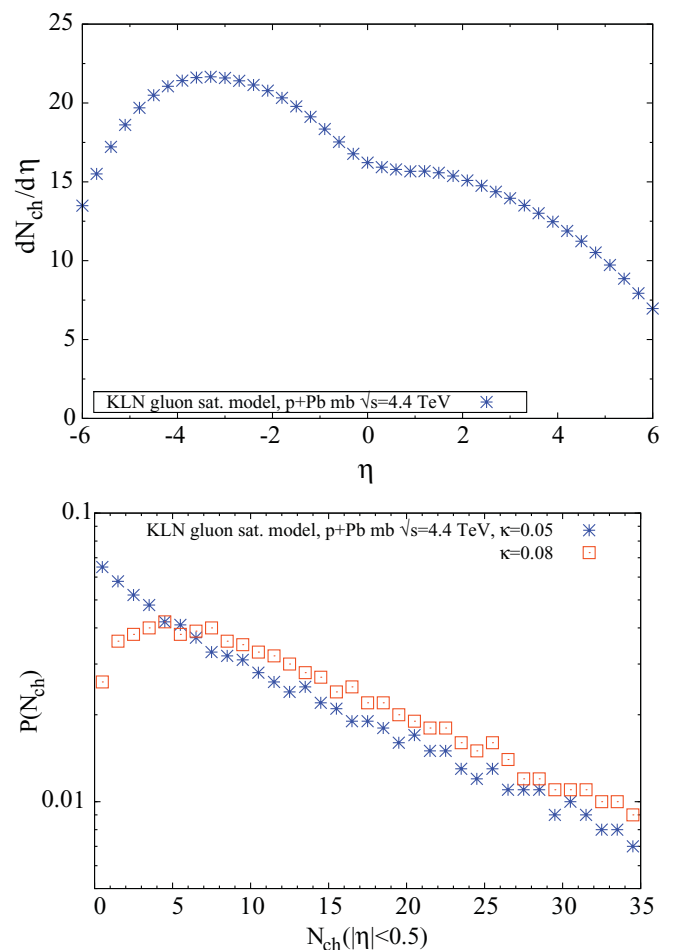 25
20
15
10
5
0
dN_ch/dη
KLN gluon sat. model, p+Pb mb √s=4.4 TeV
-6 -4 -2 0 2 4 6
η
0.1
KLN gluon sat. model, p+Pb mb √s=4.4 TeV, κ=0.05
κ=0.08
P(N_ch)
0.01
0 5 10 15 20 25 30 35
N_ch(|η|<0.5)